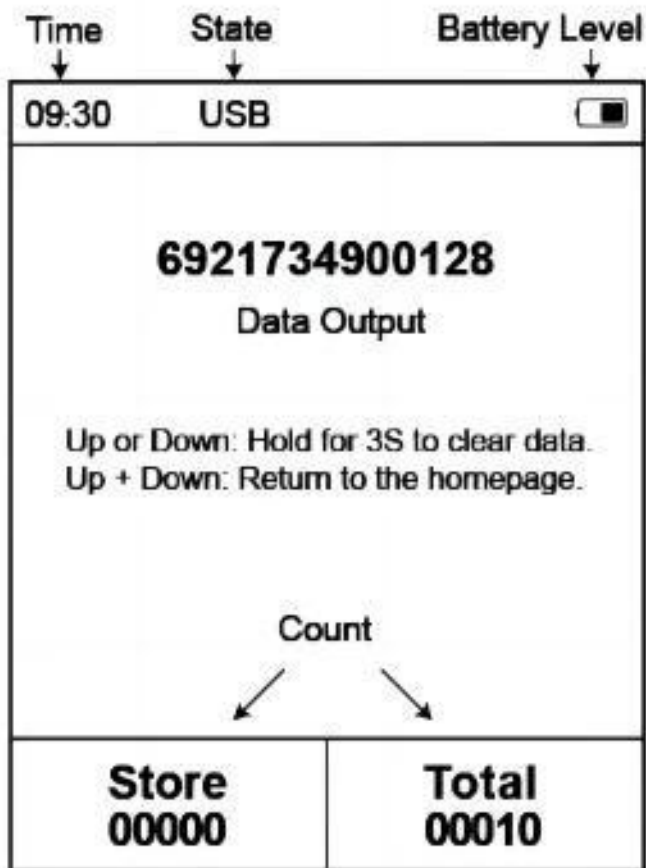 Time State Battery Level
09:30 USB
6921734900128
Data Output
Up or Down: Hold for 3S to clear data.
Up + Down: Return to the homepage.
Count
Store Total
00000 00010